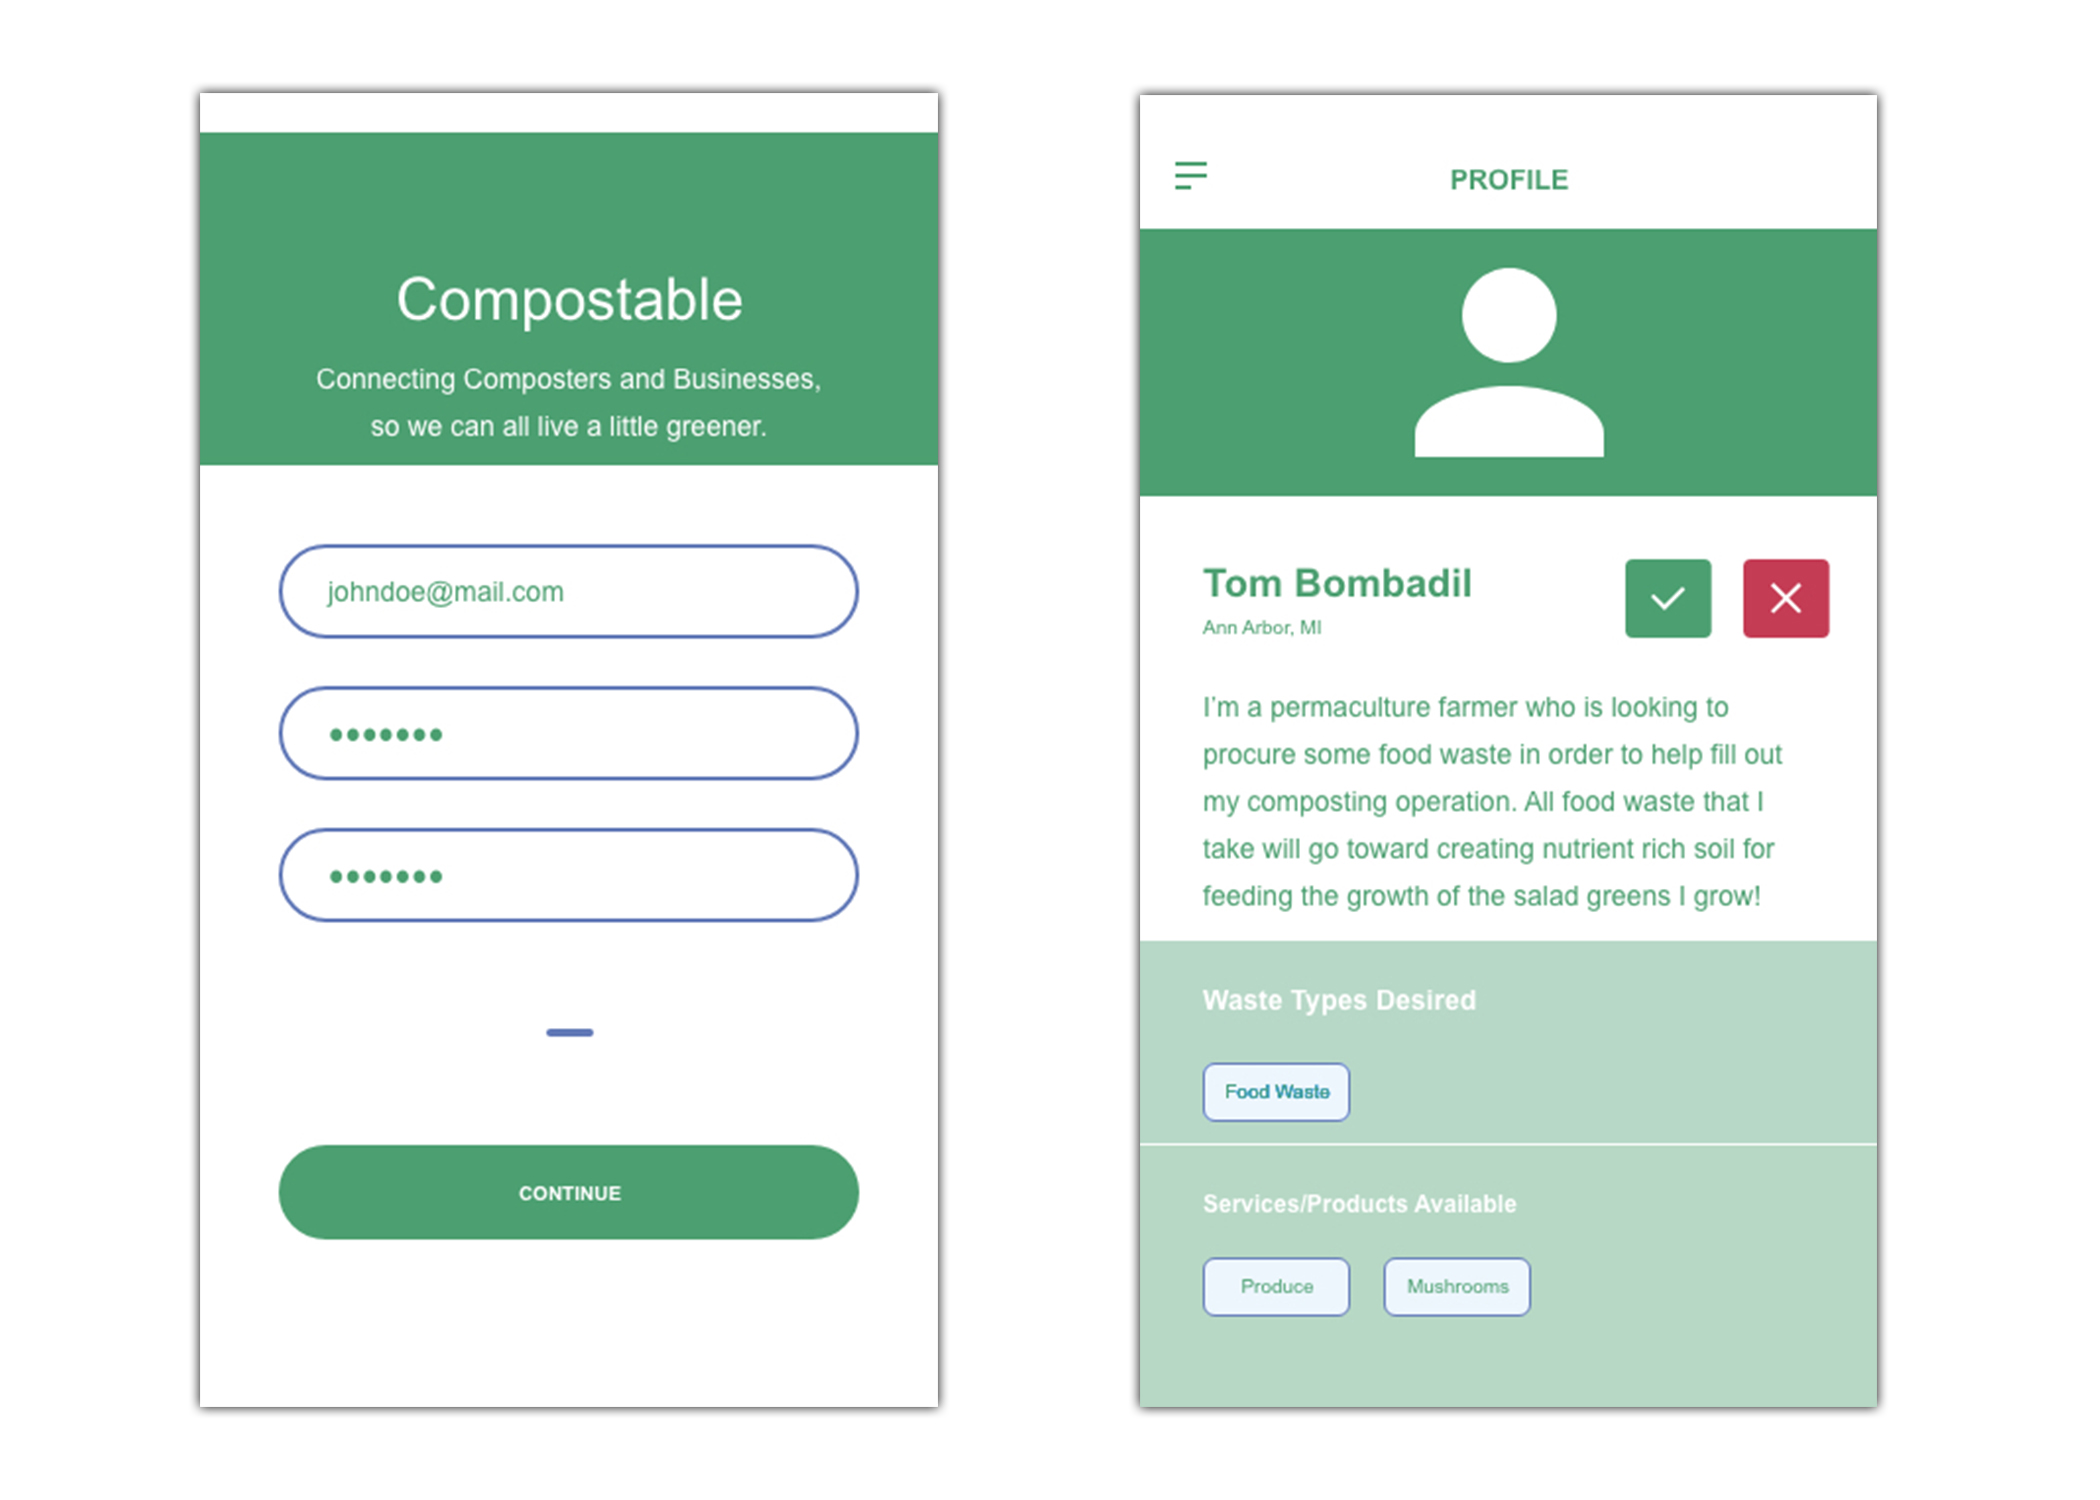 Compostable
Connecting Composters and Businesses,
so we can all live a little greener.
johndoe@mail.com
•••••••
•••••••
CONTINUE
PROFILE
Tom Bombadil
Ann Arbor, MI
I’m a permaculture farmer who is looking to
procure some food waste in order to help fill out
my composting operation. All food waste that I
take will go toward creating nutrient rich soil for
feeding the growth of the salad greens I grow!
Waste Types Desired
Food Waste
Services/Products Available
Produce Mushrooms